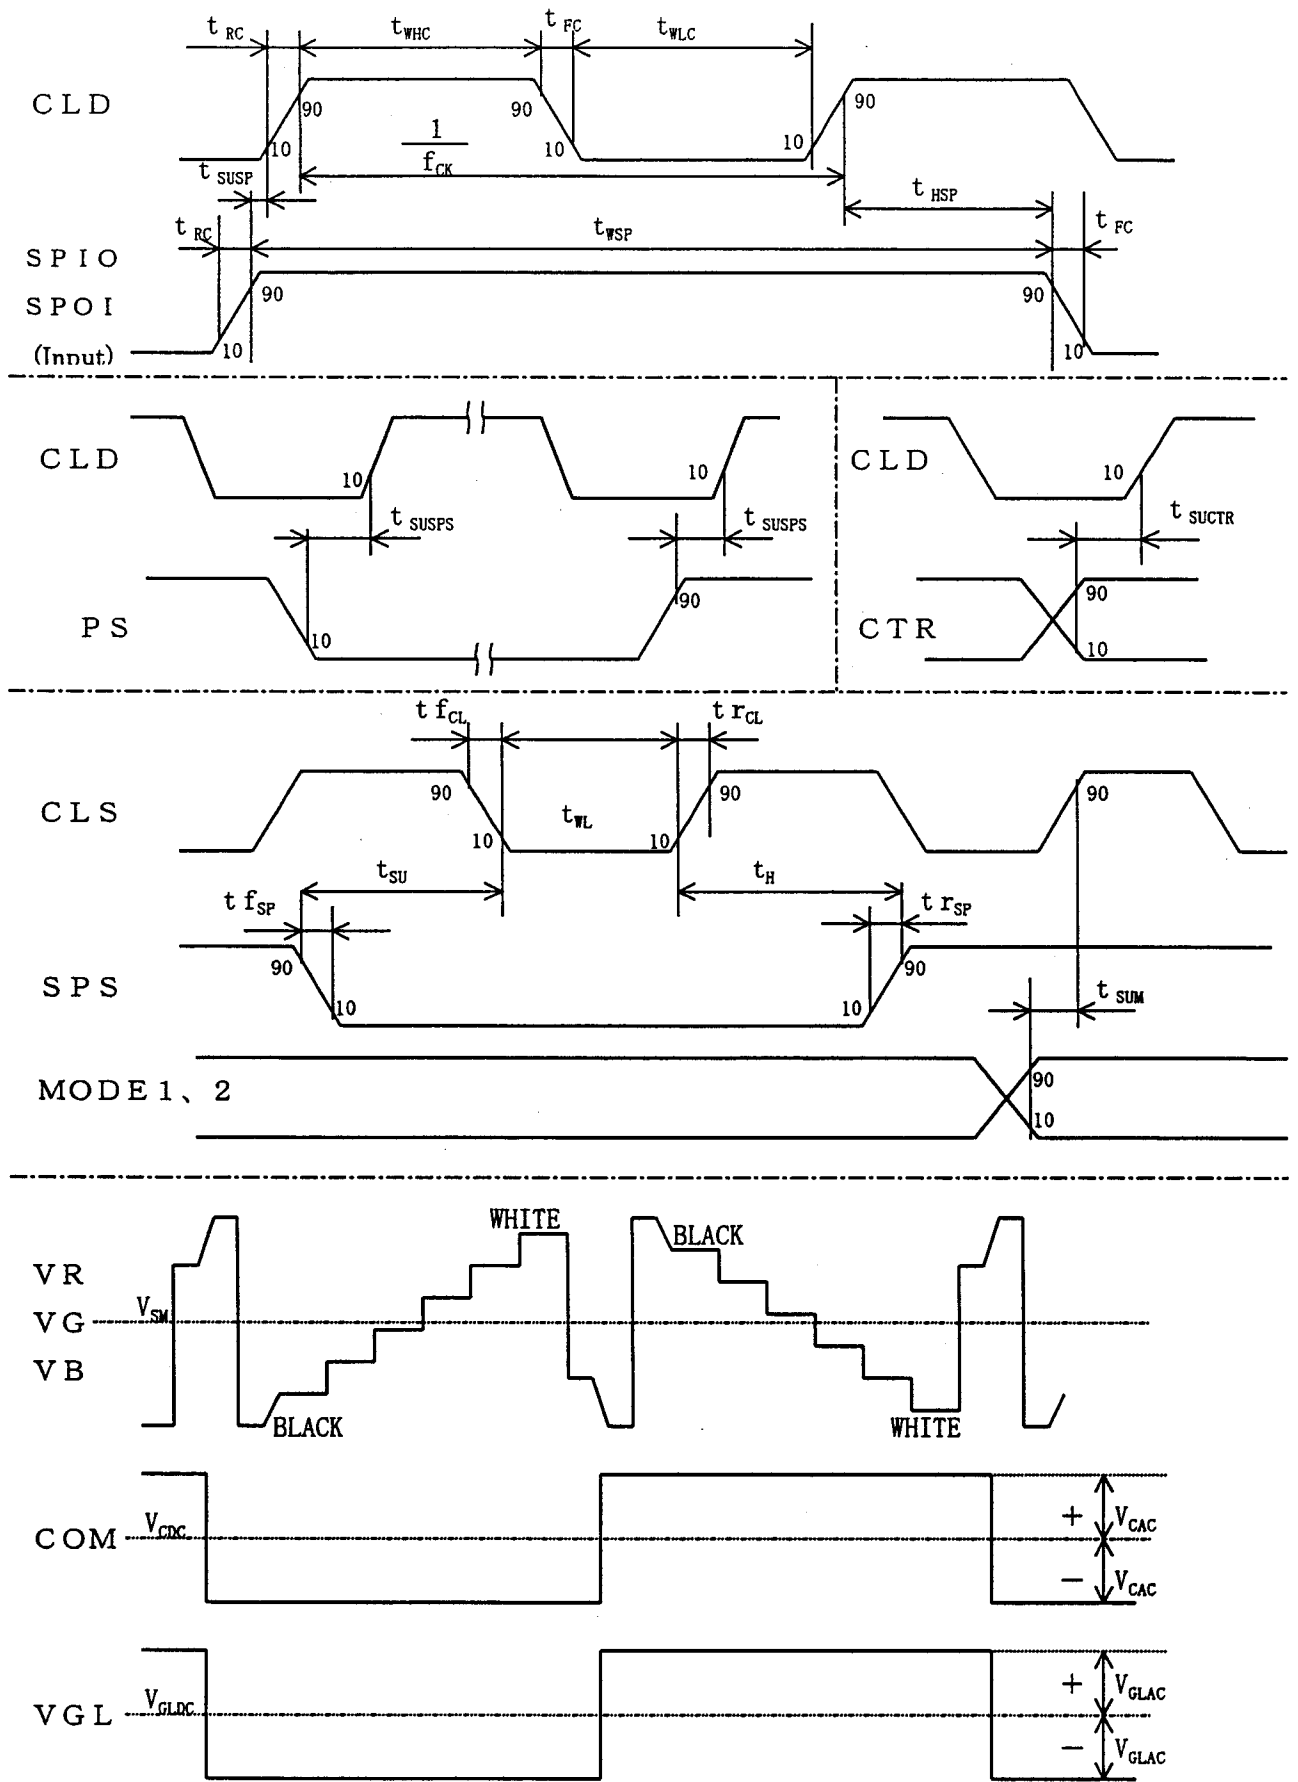 t RC t WHC t FC t WLC
CLD 90 90 90
10 10 10
1
f CK
t SUSP
t HSP
t RC t WSP t FC
SPIO
90 90
SPOI
10 10
(Input)
CLD 10 10
t SUSPS t SUSPS
PS 10 90
CLD 10
t SUCTR
90
CTR
10
t f CL t r CL
CLS 90 90 90
10 t WL 10
t SU t H
t f SP t r SP
90 90
SPS
10 10
t SUM
MODE1、2
90
10
WHITE BLACK
VR
V SM
VG
VB
BLACK WHITE
V CDC
COM
+ V CAC
− V CAC
V GLDC
VGL
+ V GLAC
− V GLAC